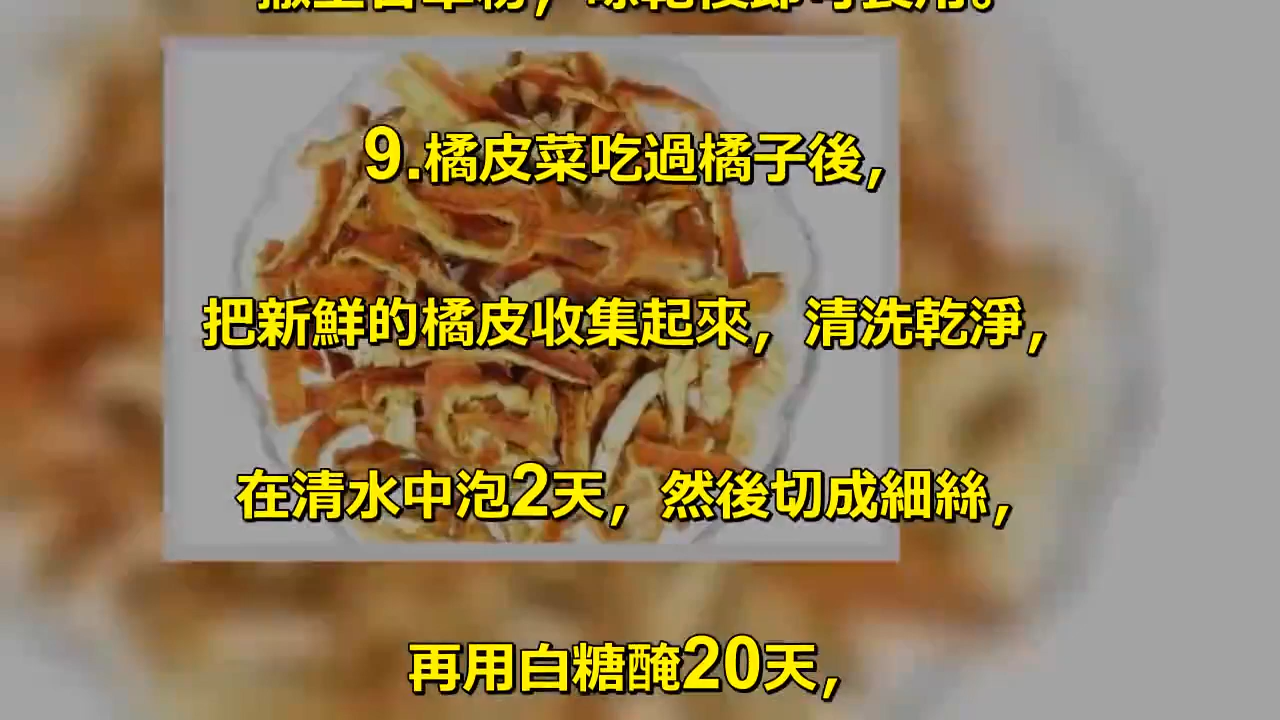 9.橘皮菜吃過橘子後，
把新鮮的橘皮收集起來，清洗乾淨，
在清水中泡2天，然後切成細絲，
再用白糖醃20天，